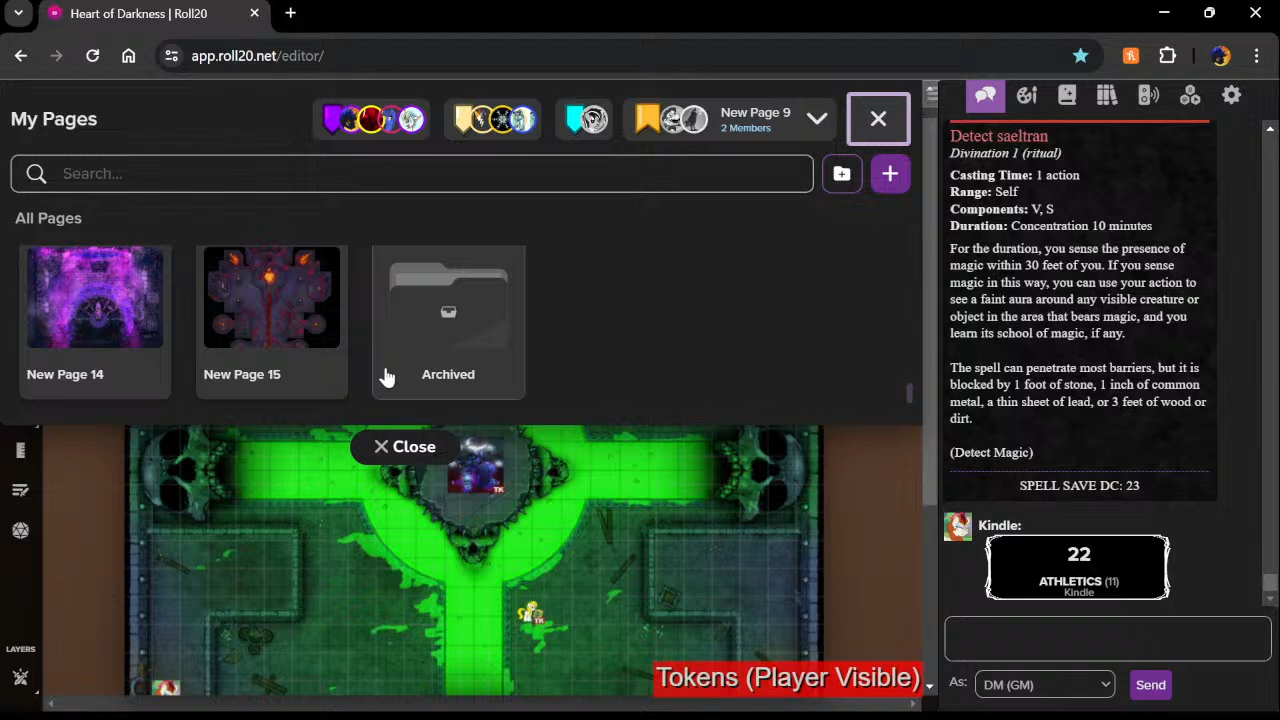 Heart of Darkness | Roll20
app.roll20.net/editor/
My Pages
New Page 9
2 Members
Search...
All Pages
New Page 14
New Page 15
Archived
Close
LAYERS
TK
TK
Tokens (Player Visible)
Detect saeltran
Divination 1 (ritual)
Casting Time: 1 action
Range: Self
Components: V, S
Duration: Concentration 10 minutes
For the duration, you sense the presence of
magic within 30 feet of you. If you sense
magic in this way, you can use your action to
see a faint aura around any visible creature or
object in the area that bears magic, and you
learn its school of magic, if any.
The spell can penetrate most barriers, but it is
blocked by 1 foot of stone, 1 inch of common
metal, a thin sheet of lead, or 3 feet of wood or
dirt.
(Detect Magic)
SPELL SAVE DC: 23
Kindle:
22
ATHLETICS (11)
Kindle
As:
DM (GM)
Send